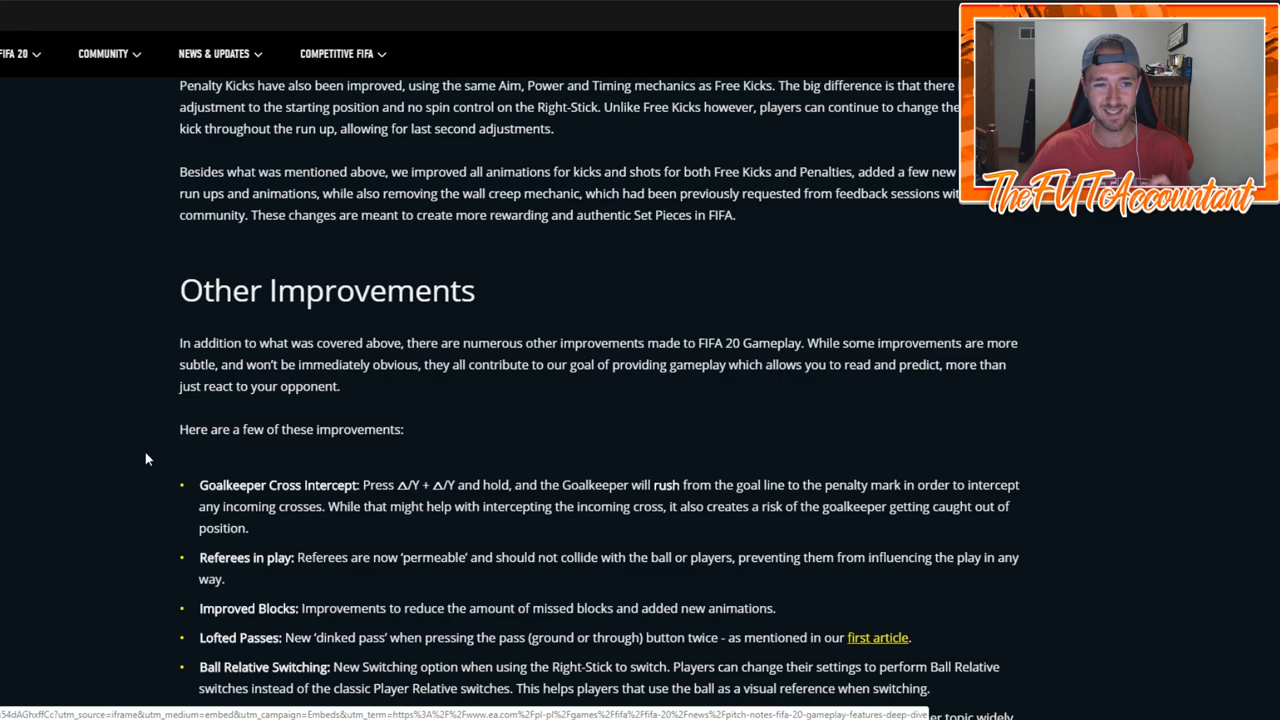 FIFA 20
COMMUNITY
NEWS & UPDATES
COMPETITIVE FIFA
Penalty Kicks have also been improved, using the same Aim, Power and Timing mechanics as Free Kicks. The big difference is that there
adjustment to the starting position and no spin control on the Right-Stick. Unlike Free Kicks however, players can continue to change the
kick throughout the run up, allowing for last second adjustments.
Besides what was mentioned above, we improved all animations for kicks and shots for both Free Kicks and Penalties, added a few new
run ups and animations, while also removing the wall creep mechanic, which had been previously requested from feedback sessions
community. These changes are meant to create more rewarding and authentic Set Pieces in FIFA.
TheFUTAccountant
Other Improvements
In addition to what was covered above, there are numerous other improvements made to FIFA 20 Gameplay. While some improvements are more
subtle, and won't be immediately obvious, they all contribute to our goal of providing gameplay which allows you to read and predict, more than
just react to your opponent.
Here are a few of these improvements:
• Goalkeeper Cross Intercept: Press △/Y + △/Y and hold, and the Goalkeeper will rush from the goal line to the penalty mark in order to intercept
any incoming crosses. While that might help with intercepting the incoming cross, it also creates a risk of the goalkeeper getting caught out of
position.
• Referees in play: Referees are now ‘permeable’ and should not collide with the ball or players, preventing them from influencing the play in any
way.
• Improved Blocks: Improvements to reduce the amount of missed blocks and added new animations.
• Lofted Passes: New ‘dinked pass’ when pressing the pass (ground or through) button twice - as mentioned in our first article.
• Ball Relative Switching: New Switching option when using the Right-Stick to switch. Players can change their settings to perform Ball Relative
switches instead of the classic Player Relative switches. This helps players that use the ball as a visual reference when switching.
54dAGhxffCc?utm_source=iframe&utm_medium=embed&utm_campaign=Embeds&utm_term=https%3A%2F%2Fwww.ea.com%2Fpl-pl%2Fgames%2Ffifa%2Ffifa-20%2Fnews%2Fpitch-notes-fifa-20-gameplay-features-deep-dive
er topic widely